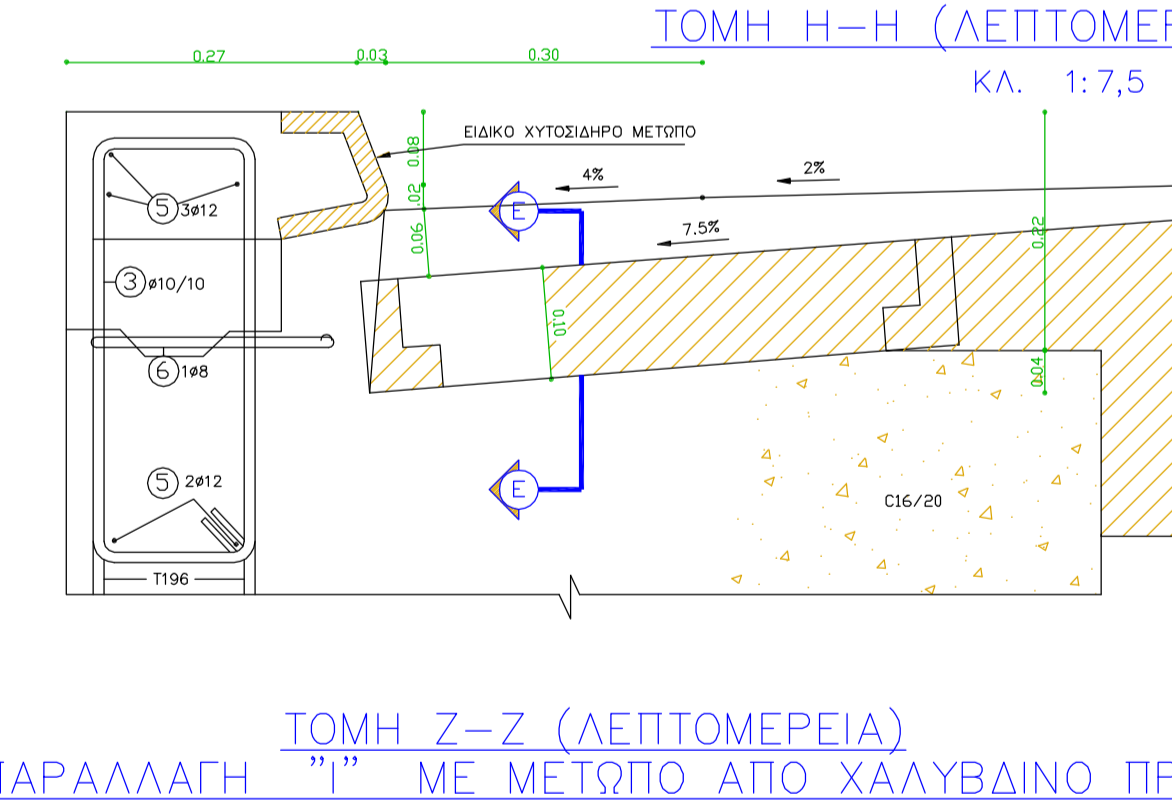 ΤΟΜΗ Η-Η (ΛΕΠΤΟΜΕΡ
ΚΛ. 1:7,5
0.27
0.03
0.30
ΕΙΔΙΚΟ ΧΥΤΟΣΙΔΗΡΟ ΜΕΤΩΠΟ
0.08
.02
0.06
4%
2%
7.5%
E
5 3ø12
0.22
3 ø10/10
0.10
6 1ø8
0.04
5 2ø12
E
C16/20
T196
ΤΟΜΗ Ζ-Ζ (ΛΕΠΤΟΜΕΡΕΙΑ)
ΠΑΡΑΛΛΑΓΗ "Ι" ΜΕ ΜΕΤΩΠΟ ΑΠΟ ΧΑΛΥΒΔΙΝΟ ΠΡ